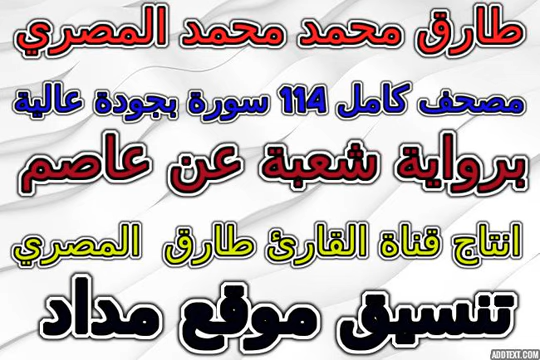 طارق محمد محمد المصري
مصحف كامل 114 سورة بجودة عالية
برواية شعبة عن عاصم
انتاج قناة القارئ طارق المصري
تنسيق موقع مداد
ADDTEXT.COM